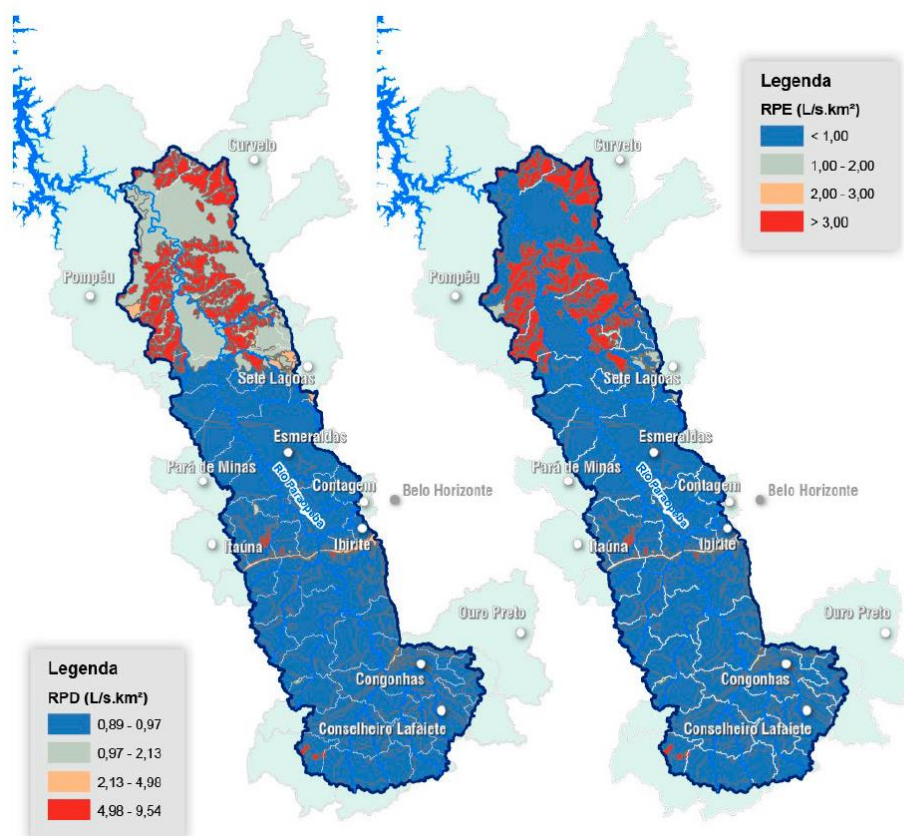 Curvelo
Pompéu
Sete Lagoas
Esmeraldas
Pará de Minas
Contagem
Belo Horizonte
Rio Paraopeba
Ibirite
Itaúna
Ouro Preto
Congonhas
Conselheiro Lafaiete
Legenda
RPD (L/s.km²)
0,89 - 0,97
0,97 - 2,13
2,13 - 4,98
4,98 - 9,54
Legenda
RPE (L/s.km²)
< 1,00
1,00 - 2,00
2,00 - 3,00
> 3,00
Curvelo
Pompéu
Sete Lagoas
Esmeraldas
Pará de Minas
Contagem
Belo Horizonte
Rio Paraopeba
Ibirite
Itaúna
Ouro Preto
Congonhas
Conselheiro Lafaiete